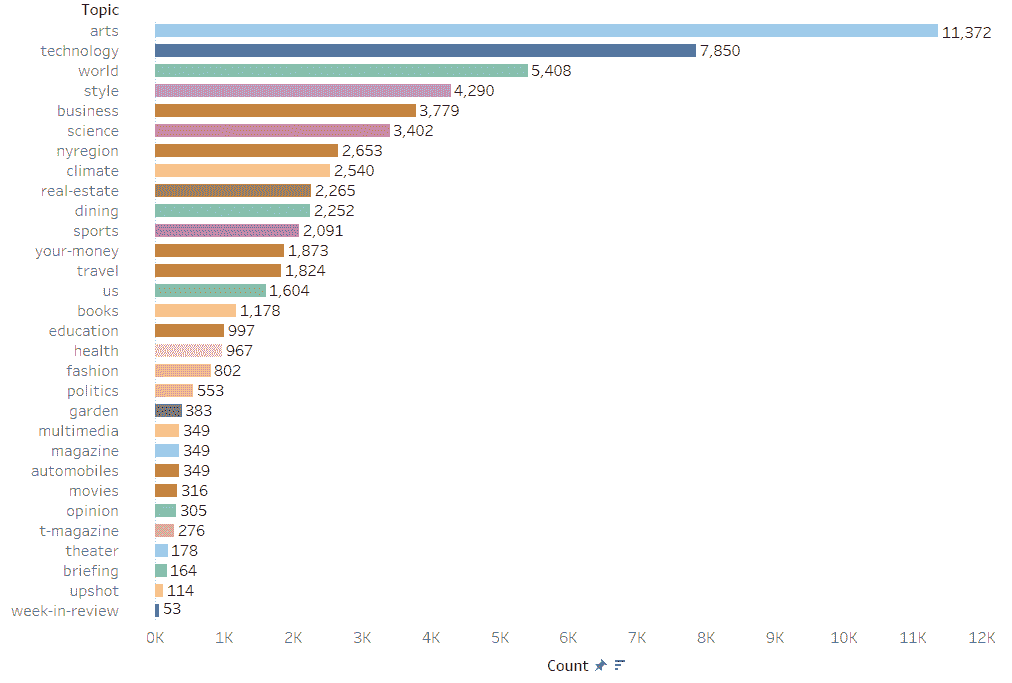 Topic
arts 11,372
technology 7,850
world 5,408
style 4,290
business 3,779
science 3,402
nyregion 2,653
climate 2,540
real-estate 2,265
dining 2,252
sports 2,091
your-money 1,873
travel 1,824
us 1,604
books 1,178
education 997
health 967
fashion 802
politics 553
garden 383
multimedia 349
magazine 349
automobiles 349
movies 316
opinion 305
t-magazine 276
theater 178
briefing 164
upshot 114
week-in-review 53
0K 1K 2K 3K 4K 5K 6K 7K 8K 9K 10K 11K 12K
Count